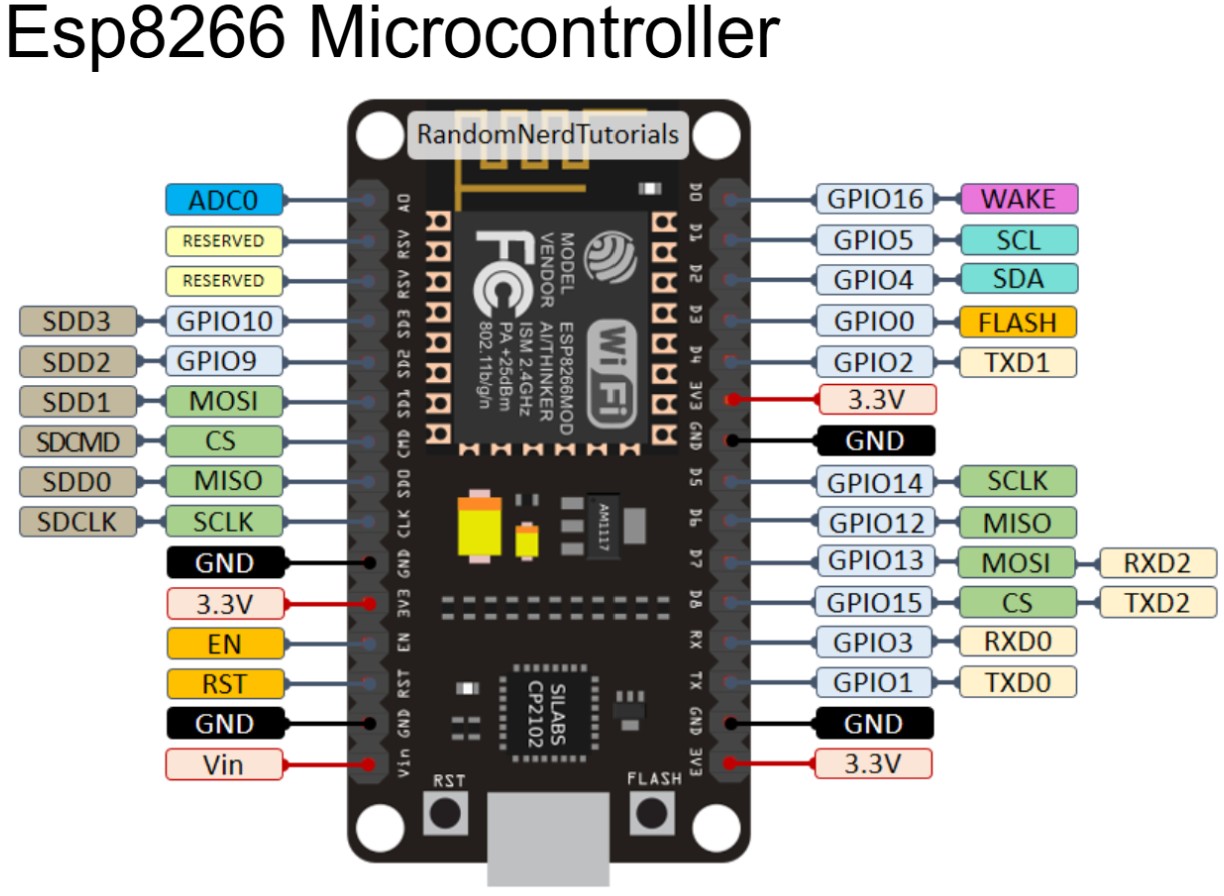 Esp8266 Microcontroller
RandomNerdTutorials
ADC0
RESERVED
RESERVED
SDD3 GPIO10
SDD2 GPIO9
SDD1 MOSI
SDCMD CS
SDD0 MISO
SDCLK SCLK
GND
3.3V
EN
RST
GND
Vin
A0
RSV
RSV
SD3
SD2
SD1
CMD
SD0
CLK
GND
3V3
EN
RST
GND
Vin
MODEL ESP8266MOD
VENDOR AI/THINKER
ISM 2.4GHz
PA +25dBm
802.11b/g/n
FC
Wi Fi
AM1117
SILABS
CP2102
RST
FLASH
D0
D1
D2
D3
D4
3V3
GND
D5
D6
D7
D8
RX
TX
GND
3V3
GPIO16 WAKE
GPIO5 SCL
GPIO4 SDA
GPIO0 FLASH
GPIO2 TXD1
3.3V
GND
GPIO14 SCLK
GPIO12 MISO
GPIO13 MOSI RXD2
GPIO15 CS TXD2
GPIO3 RXD0
GPIO1 TXD0
GND
3.3V